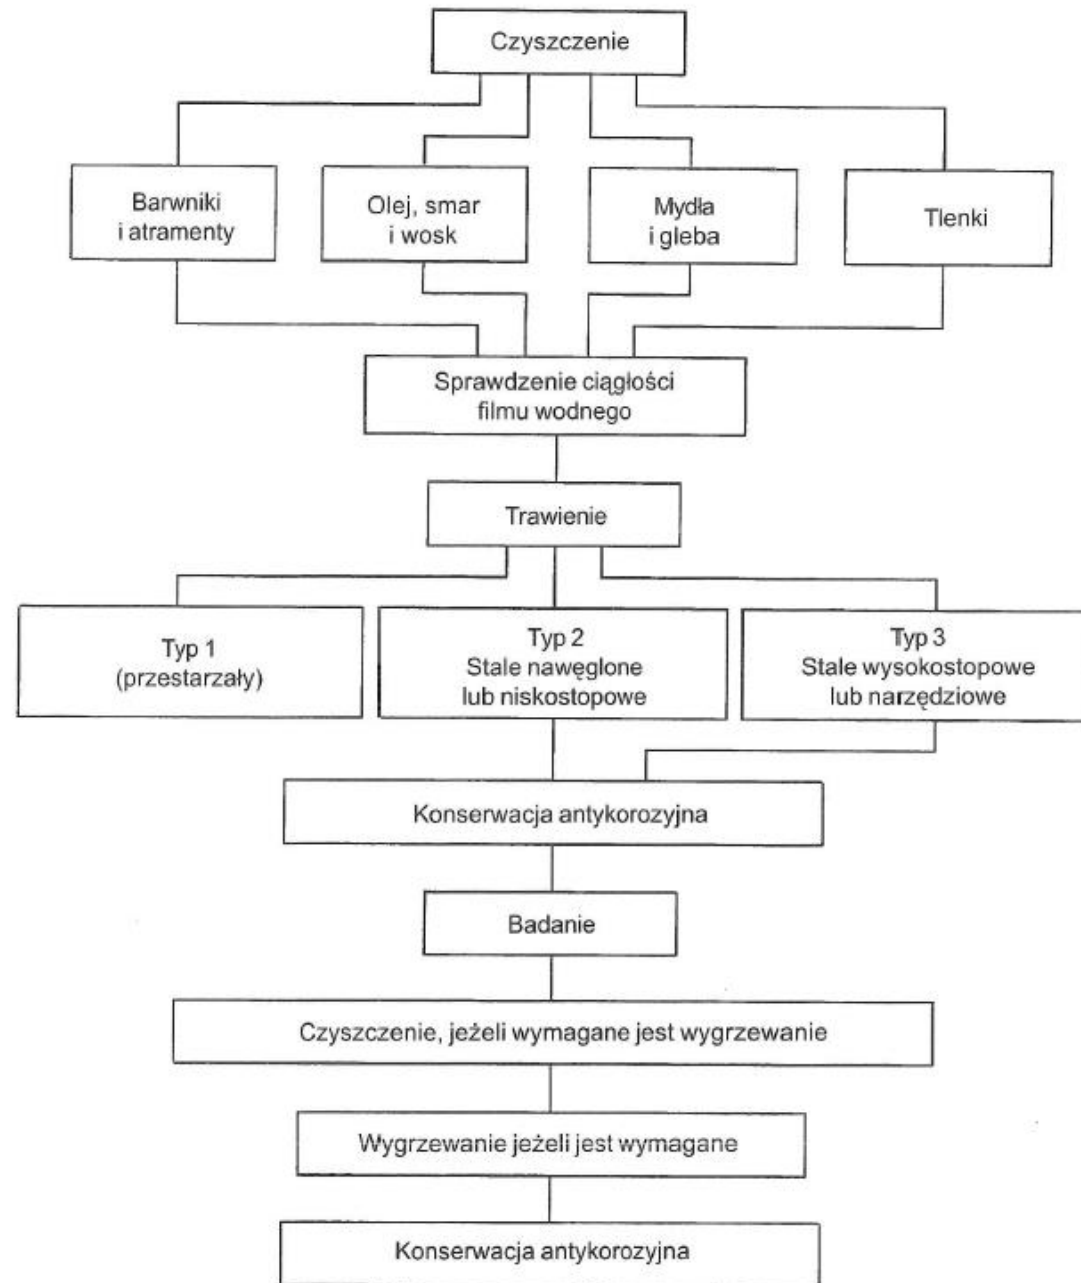 Czyszczenie
Barwniki
i atramenty
Olej, smar
i wosk
Mydła
i gleba
Tlenki
Sprawdzenie ciągłości
filmu wodnego
Trawienie
Typ 1
(przestarzały)
Typ 2
Stale nawęglone
lub niskostopowe
Typ 3
Stale wysokostopowe
lub narzędziowe
Konserwacja antykorozyjna
Badanie
Czyszczenie, jeżeli wymagane jest wygrzewanie
Wygrzewanie jeżeli jest wymagane
Konserwacja antykorozyjna